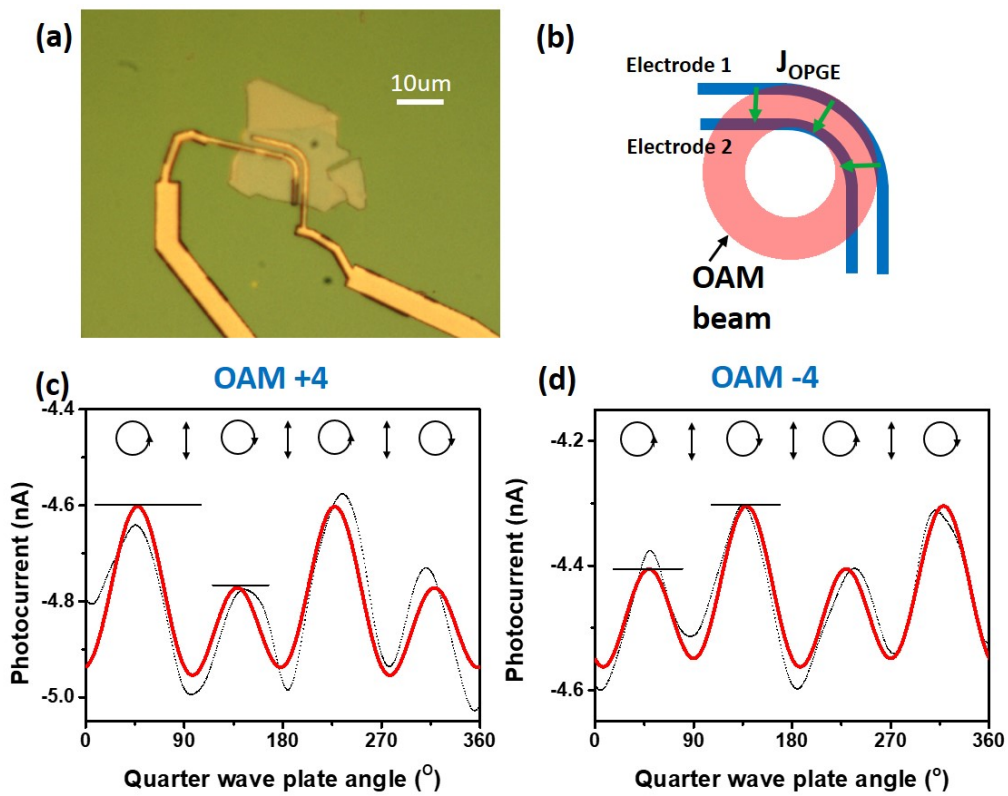 (a)
10um
(b)
Electrode 1
J_OPGE
Electrode 2
OAM
beam
(c)
OAM +4
-4.4
-4.6
-4.8
-5.0
Photocurrent (nA)
0 90 180 270 360
Quarter wave plate angle (O)
(d)
OAM -4
-4.2
-4.4
-4.6
Photocurrent (nA)
0 90 180 270 360
Quarter wave plate angle (°)